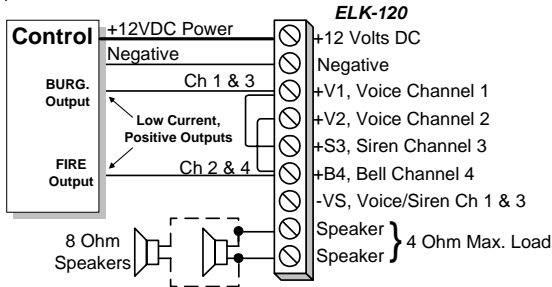 ELK-120
Control
+12VDC Power
+12 Volts DC
Negative
Negative
BURG.
Output
Ch 1 & 3
+V1, Voice Channel 1
Low Current,
Positive Outputs
+V2, Voice Channel 2
+S3, Siren Channel 3
FIRE
Output
Ch 2 & 4
+B4, Bell Channel 4
-VS, Voice/Siren Ch 1 & 3
8 Ohm
Speakers
Speaker
Speaker
} 4 Ohm Max. Load